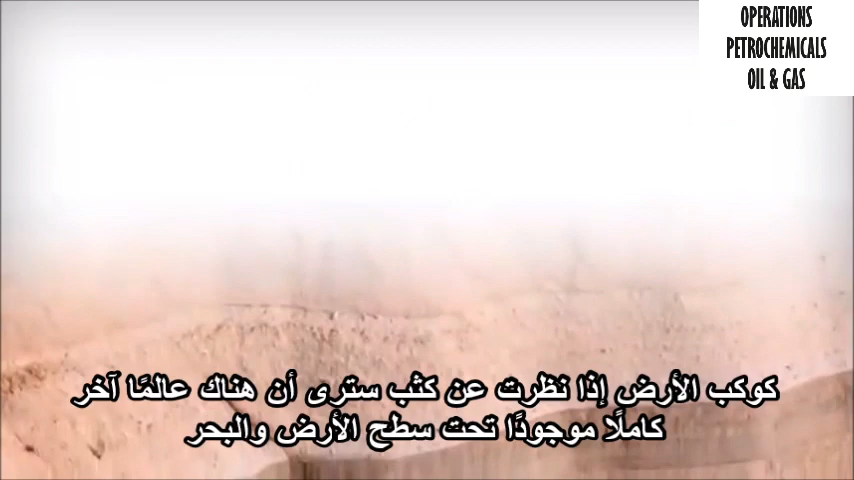 OPERATIONS
PETROCHEMICALS
OIL & GAS
كوكب الأرض إذا نظرت عن كثب سترى أن هناك عالمًا آخر
كاملًا موجودًا تحت سطح الأرض والبحر